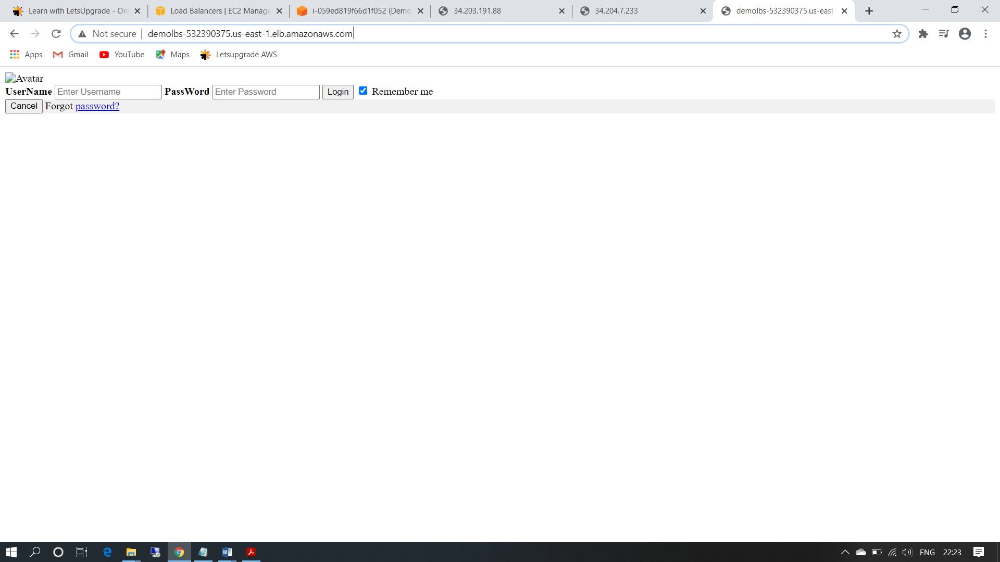 Learn with LetsUpgrade - Onl
Load Balancers | EC2 Manage
i-059ed819f66d1f052 (Demo
34.203.191.88
34.204.7.233
demolbs-532390375.us-east-
Not secure
demolbs-532390375.us-east-1.elb.amazonaws.com
Apps
Gmail
YouTube
Maps
Letsupgrade AWS
Avatar
UserName Enter Username PassWord Enter Password Login Remember me
Cancel Forgot password?
ENG
22:23